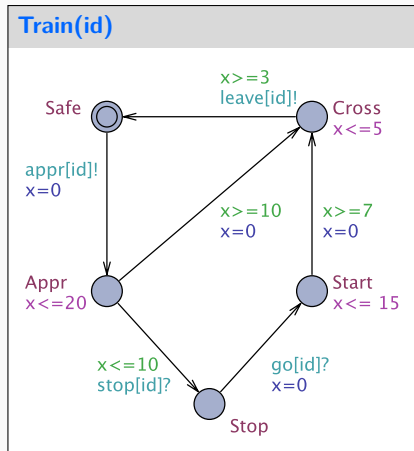 Train(id)
x>=3
leave[id]!
Safe
Cross
x<=5
appr[id]!
x=0
x>=10
x=0
x>=7
x=0
Appr
x<=20
Start
x<= 15
x<=10
stop[id]?
go[id]?
x=0
Stop